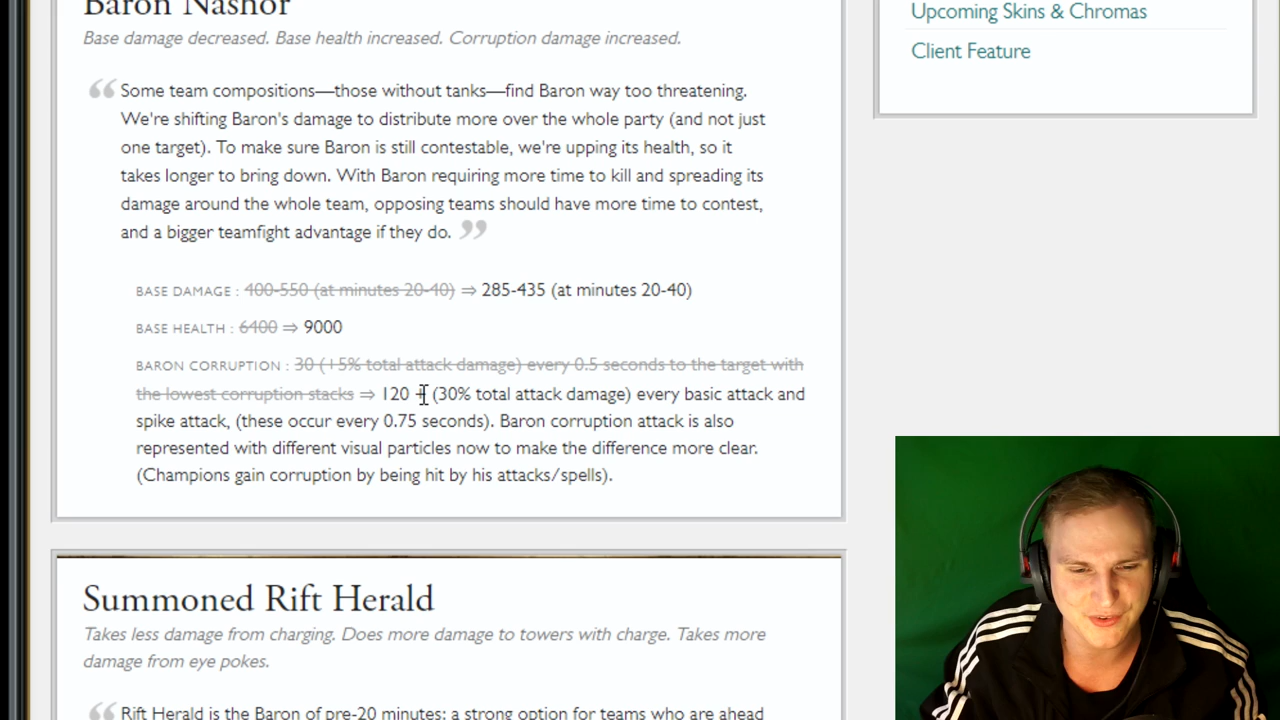 Baron Nashor
Upcoming Skins & Chromas
Base damage decreased. Base health increased. Corruption damage increased.
Client Feature
“ Some team compositions—those without tanks—find Baron way too threatening.
We're shifting Baron's damage to distribute more over the whole party (and not just
one target). To make sure Baron is still contestable, we're upping its health, so it
takes longer to bring down. With Baron requiring more time to kill and spreading its
damage around the whole team, opposing teams should have more time to contest,
and a bigger teamfight advantage if they do. ”
BASE DAMAGE : 400-550 (at minutes 20-40) ⇒ 285-435 (at minutes 20-40)
BASE HEALTH : 6400 ⇒ 9000
BARON CORRUPTION : 30 (+5% total attack damage) every 0.5 seconds to the target with
the lowest corruption stacks ⇒ 120 + (30% total attack damage) every basic attack and
spike attack, (these occur every 0.75 seconds). Baron corruption attack is also
represented with different visual particles now to make the difference more clear.
(Champions gain corruption by being hit by his attacks/spells).
Summoned Rift Herald
Takes less damage from charging. Does more damage to towers with charge. Takes more
damage from eye pokes.
“ Rift Herald is the Baron of pre-20 minutes: a strong option for teams who are ahead